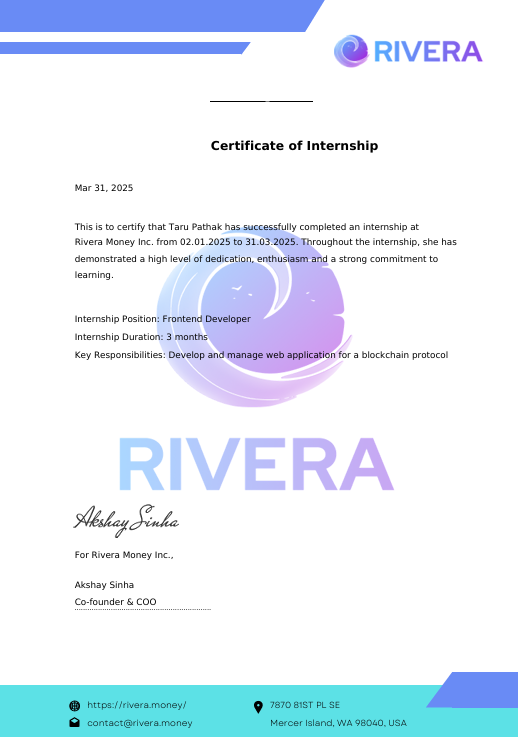 RIVERA
Certificate of Internship
Mar 31, 2025
This is to certify that Taru Pathak has successfully completed an internship at
Rivera Money Inc. from 02.01.2025 to 31.03.2025. Throughout the internship, she has
demonstrated a high level of dedication, enthusiasm and a strong commitment to
learning.
Internship Position: Frontend Developer
Internship Duration: 3 months
Key Responsibilities: Develop and manage web application for a blockchain protocol
RIVERA
Akshay Sinha
For Rivera Money Inc.,
Akshay Sinha
Co-founder & COO
https://rivera.money/
contact@rivera.money
7870 81ST PL SE
Mercer Island, WA 98040, USA